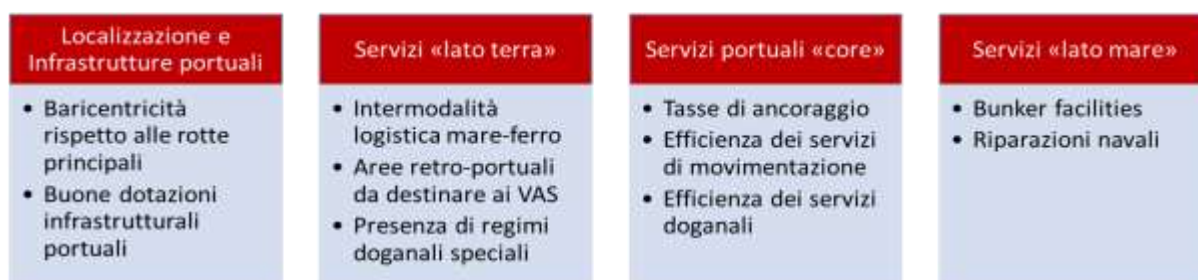 Localizzazione e
Infrastrutture portuali
• Baricentricità
rispetto alle rotte
principali
• Buone dotazioni
infrastrutturali
portuali
Servizi «lato terra»
• Intermodalità
logistica mare-ferro
• Aree retro-portuali
da destinare ai VAS
• Presenza di regimi
doganali speciali
Servizi portuali «core»
• Tasse di ancoraggio
• Efficienza dei servizi
di movimentazione
• Efficienza dei servizi
doganali
Servizi «lato mare»
• Bunker facilities
• Riparazioni navali